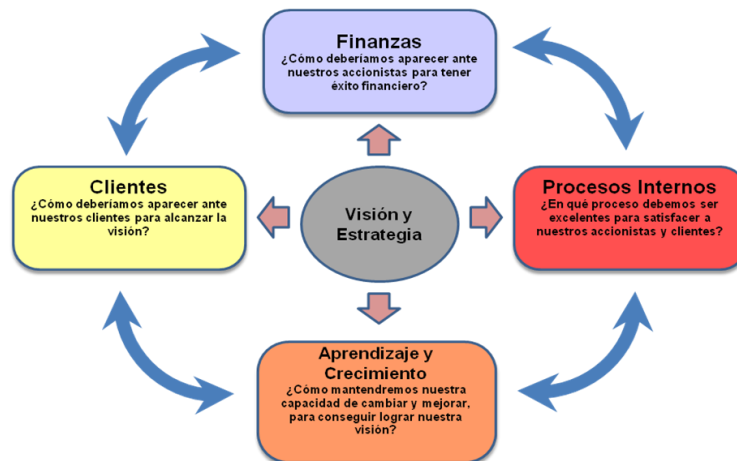 Finanzas
¿Cómo deberíamos aparecer ante
nuestros accionistas para tener
éxito financiero?
Clientes
¿Cómo deberíamos aparecer ante
nuestros clientes para alcanzar la
visión?
Visión y
Estrategia
Procesos Internos
¿En qué proceso debemos ser
excelentes para satisfacer a
nuestros accionistas y clientes?
Aprendizaje y
Crecimiento
¿Cómo mantendremos nuestra
capacidad de cambiar y mejorar,
para conseguir lograr nuestra
visión?